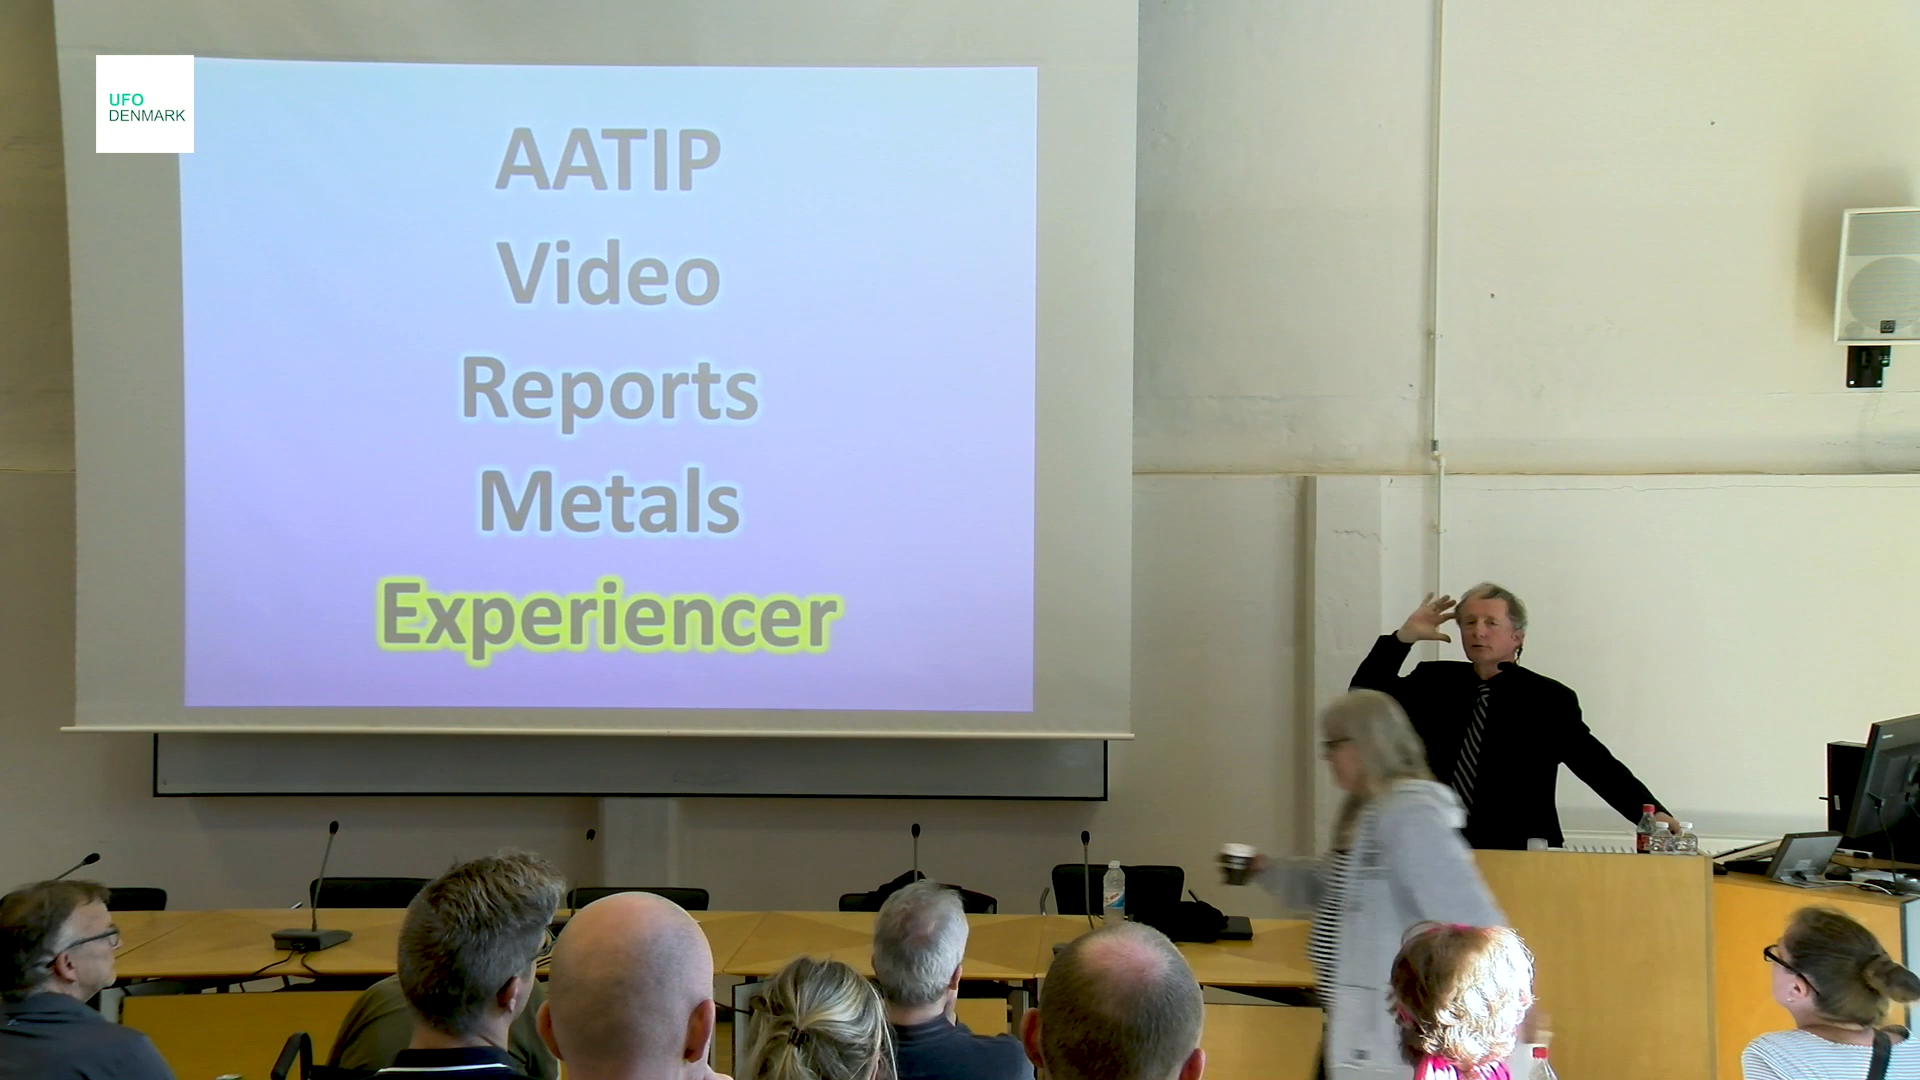 UFO
DENMARK
AATIP
Video
Reports
Metals
Experiencer